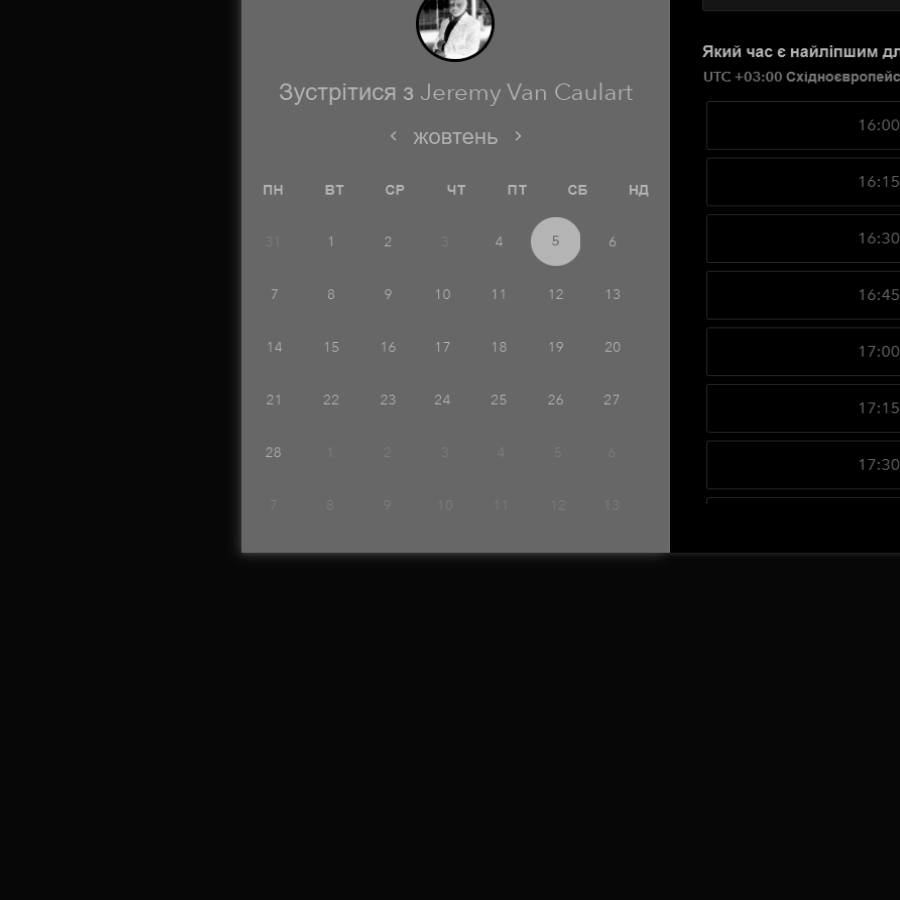 Зустрітися з Jeremy Van Caulart
жовтень
ПН ВТ СР ЧТ ПТ СБ НД
31 1 2 3 4 5 6
7 8 9 10 11 12 13
14 15 16 17 18 19 20
21 22 23 24 25 26 27
28 1 2 3 4 5 6
7 8 9 10 11 12 13
Який час є найліпшим дл
UTC +03:00 Східноєвропейс
16:00
16:15
16:30
16:45
17:00
17:15
17:30